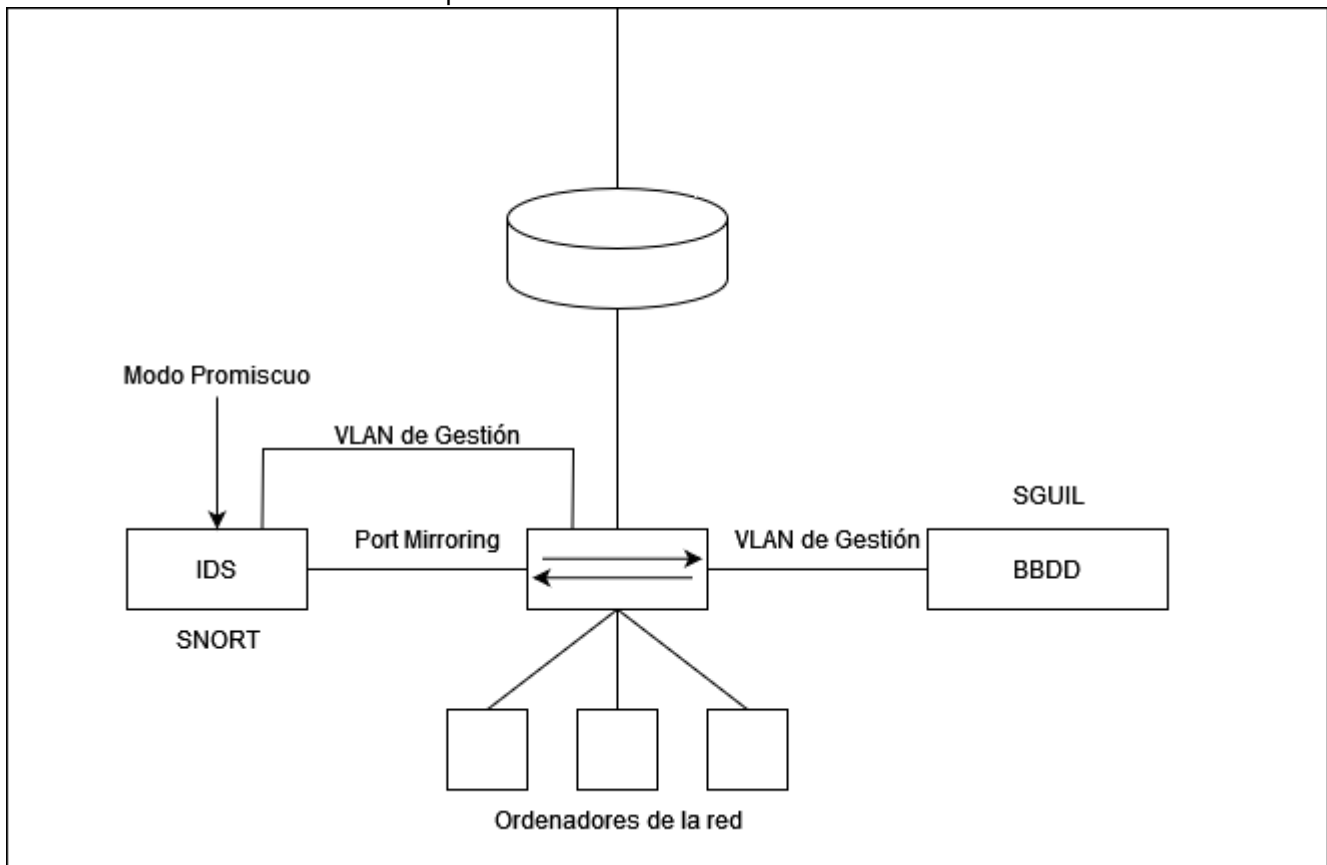 Modo Promiscuo
VLAN de Gestión
SGUIL
Port Mirroring
VLAN de Gestión
IDS
BBDD
SNORT
Ordenadores de la red